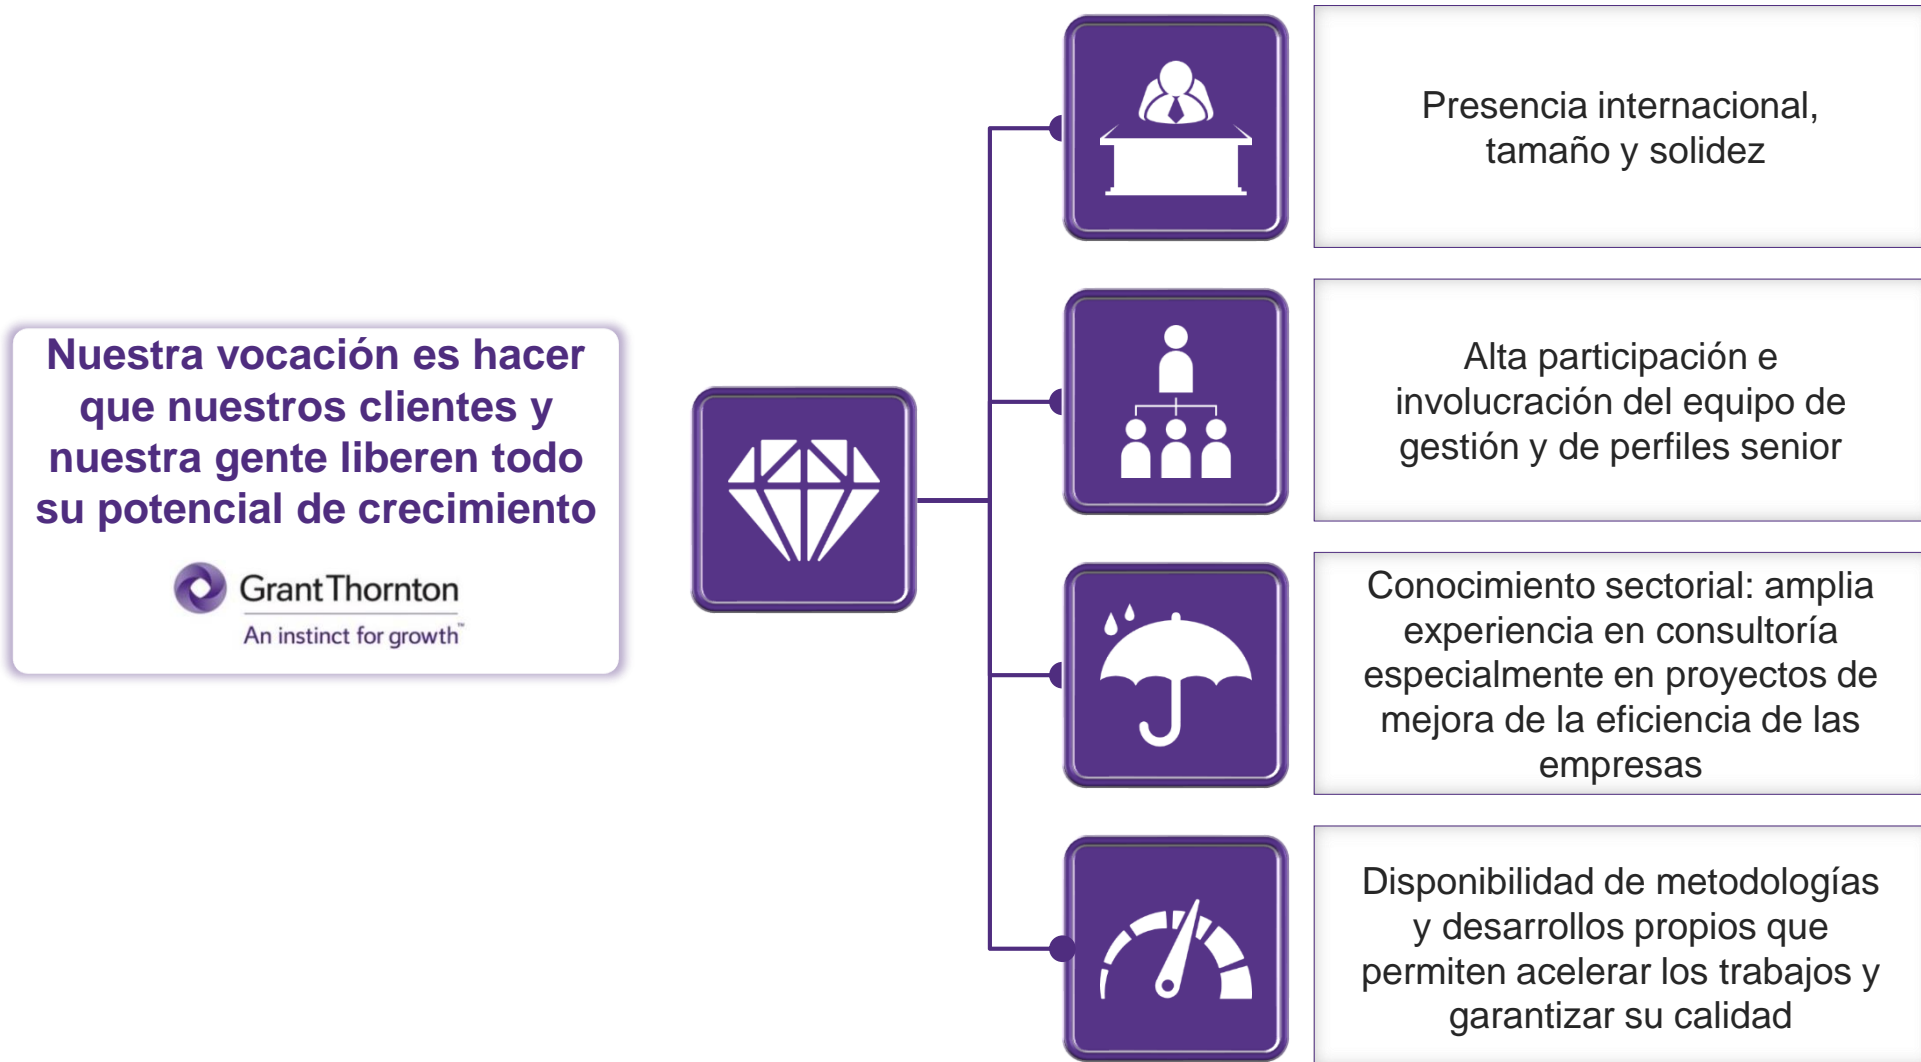 Nuestra vocación es hacer
que nuestros clientes y
nuestra gente liberen todo
su potencial de crecimiento
Grant Thornton
An instinct for growth™
Presencia internacional,
tamaño y solidez
Alta participación e
involucración del equipo de
gestión y de perfiles senior
Conocimiento sectorial: amplia
experiencia en consultoría
especialmente en proyectos de
mejora de la eficiencia de las
empresas
Disponibilidad de metodologías
y desarrollos propios que
permiten acelerar los trabajos y
garantizar su calidad